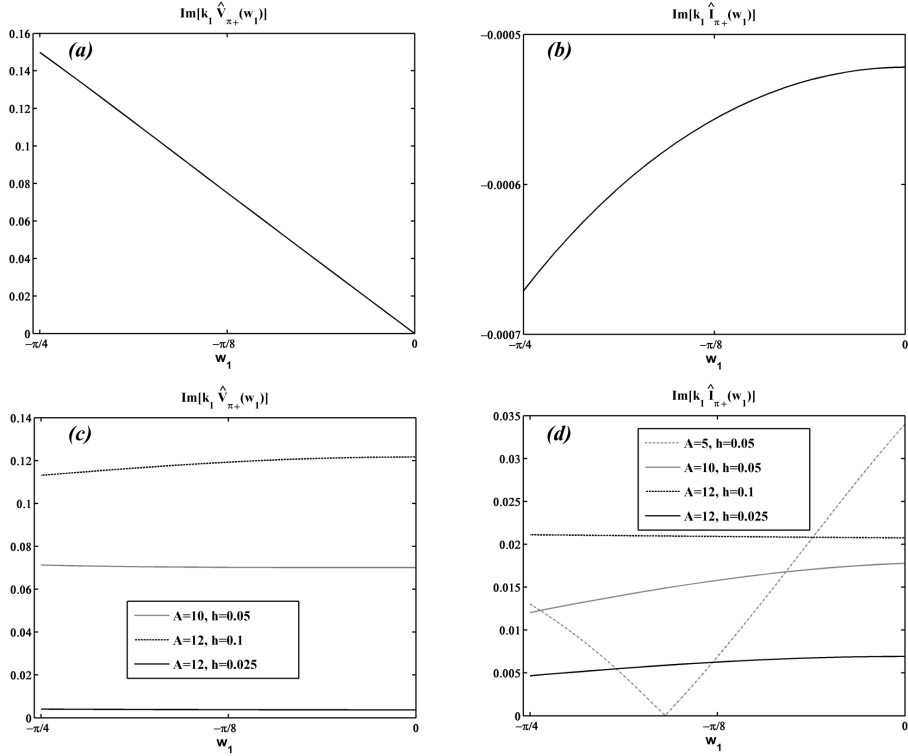 Im[k₁ V̂π+(w₁)]
(a)
0.16
0.14
0.12
0.1
0.08
0.06
0.04
0.02
0
−π/4
−π/8
0
w₁
Im[k₁ Îπ+(w₁)]
(b)
−0.0005
−0.0006
−0.0007
−π/4
−π/8
0
w₁
Im[k₁ V̂π+(w₁)]
(c)
0.14
0.12
0.1
0.08
0.06
0.04
0.02
0
A=10, h=0.05
A=12, h=0.1
A=12, h=0.025
−π/4
−π/8
0
w₁
Im[k₁ Îπ+(w₁)]
(d)
0.035
0.03
0.025
0.02
0.015
0.01
0.005
0
A=5, h=0.05
A=10, h=0.05
A=12, h=0.1
A=12, h=0.025
−π/4
−π/8
0
w₁